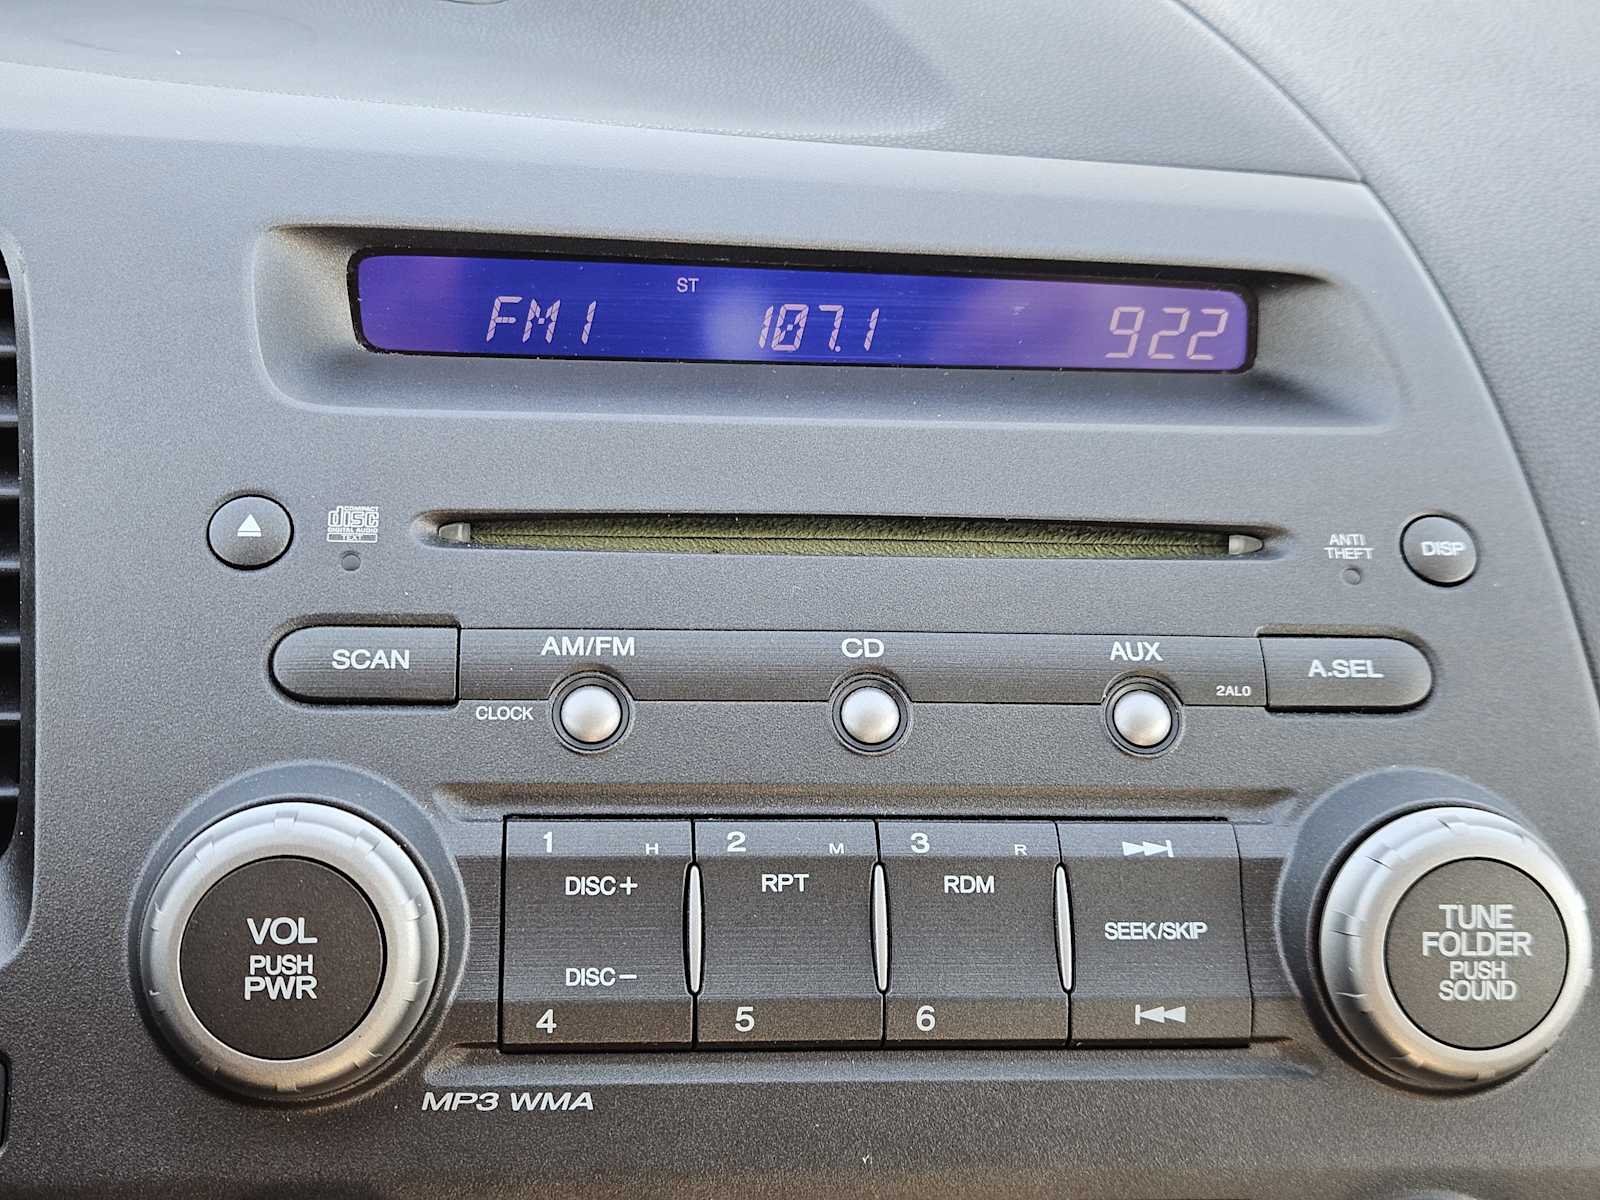 ST
FM1 107.1 922
COMPACT
disc
DIGITAL AUDIO
TEXT
ANTI
THEFT
DISP
SCAN
AM/FM
CD
AUX
A.SEL
CLOCK
2AL0
1 H
DISC+
2 M
RPT
3 R
RDM
SEEK/SKIP
DISC−
4
5
6
VOL
PUSH
PWR
TUNE
FOLDER
PUSH
SOUND
MP3 WMA